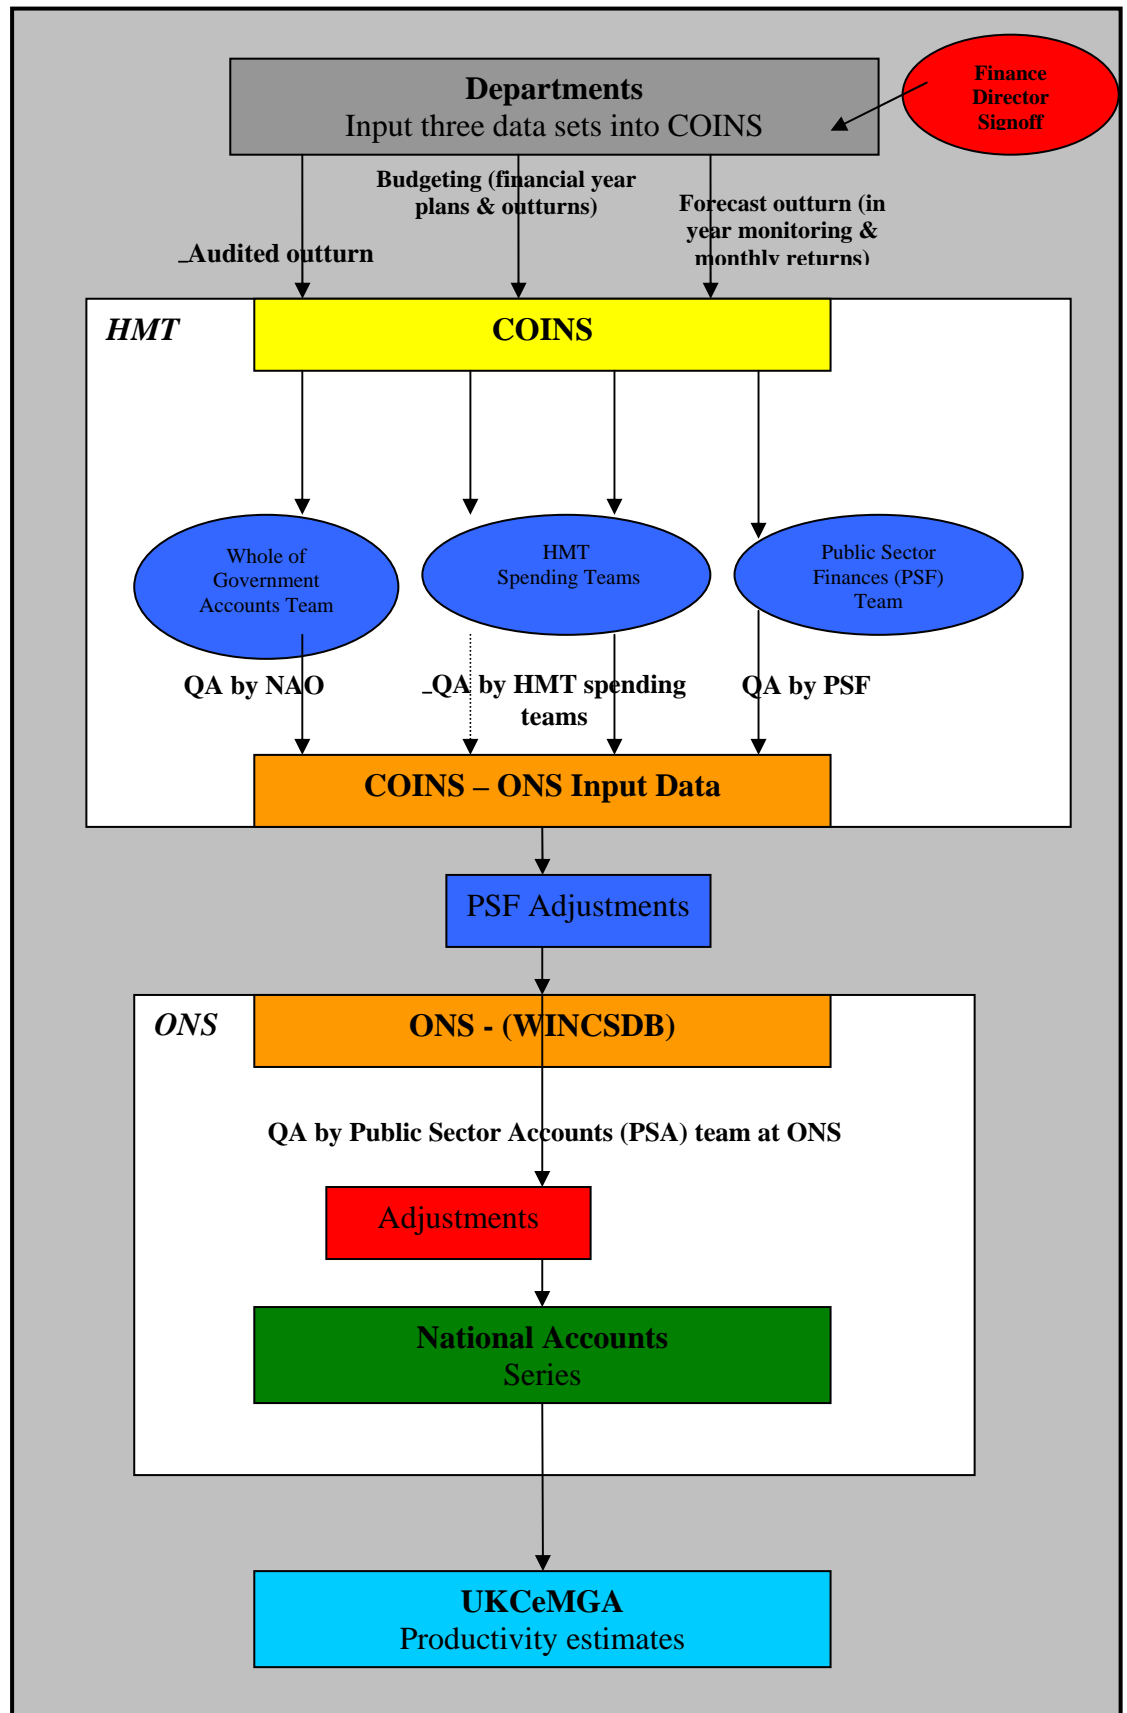 Departments
Input three data sets into COINS
Finance
Director
Signoff
Budgeting (financial year
plans & outturns)
Forecast outturn (in
year monitoring &
monthly returns)
_Audited outturn
HMT
COINS
Whole of
Government
Accounts Team
HMT
Spending Teams
Public Sector
Finances (PSF)
Team
QA by NAO
_QA by HMT spending
teams
QA by PSF
COINS – ONS Input Data
PSF Adjustments
ONS
ONS - (WINCSDB)
QA by Public Sector Accounts (PSA) team at ONS
Adjustments
National Accounts
Series
UKCeMGA
Productivity estimates